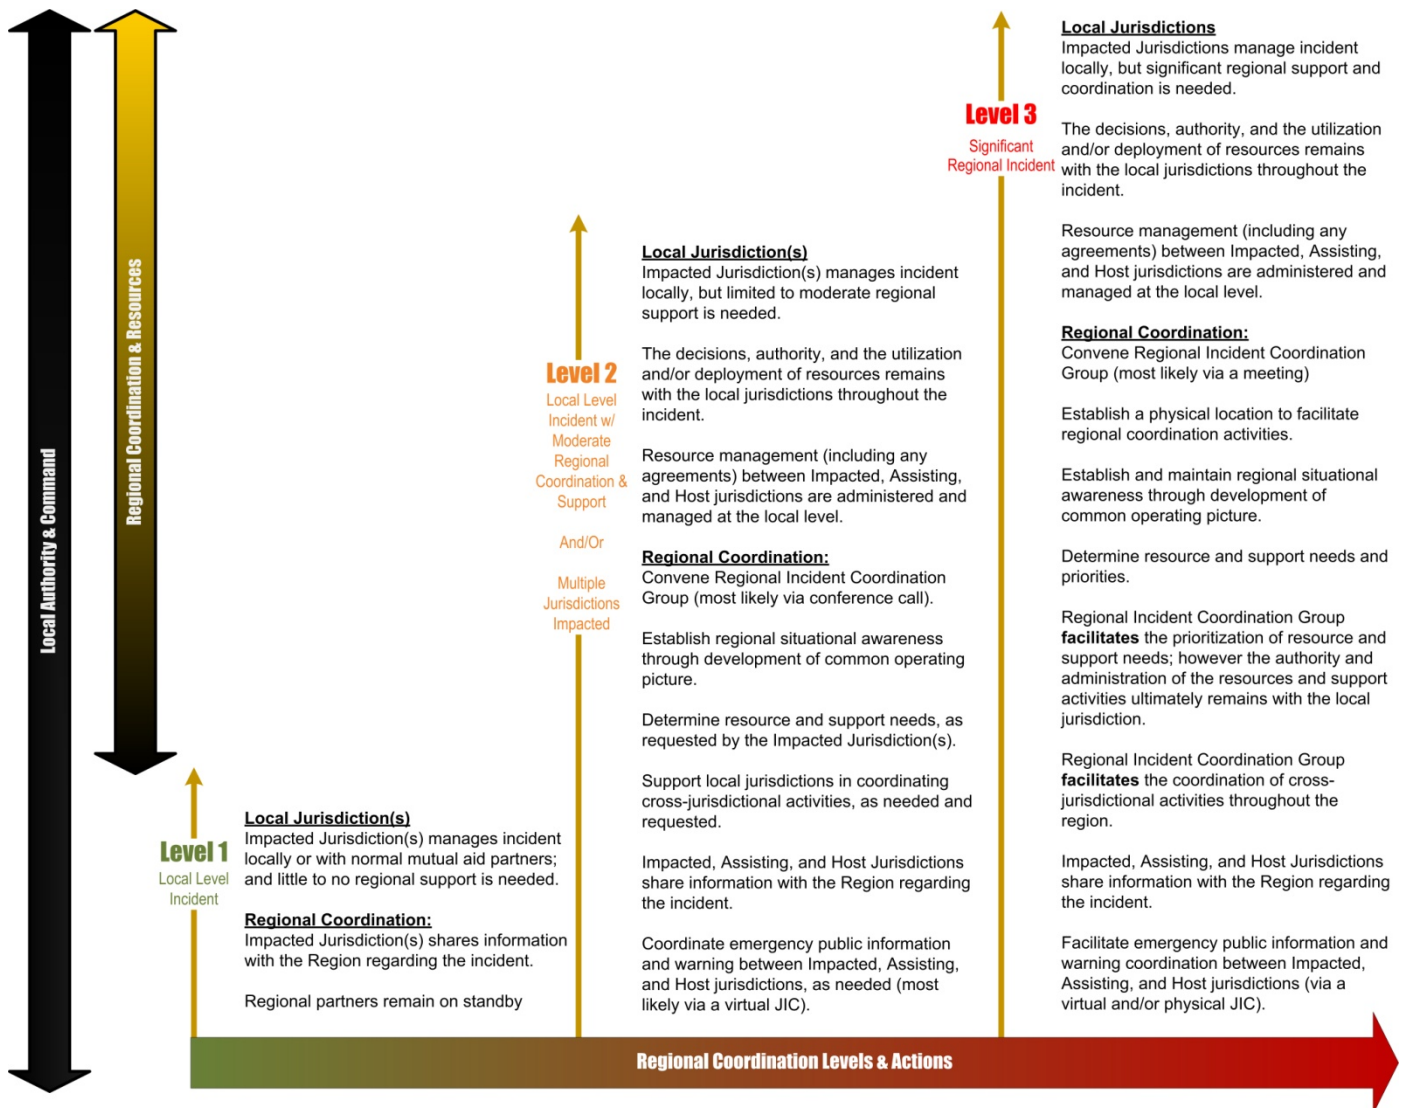 Local Authority & Command
Regional Coordination & Resources
Level 1
Local Level
Incident
Local Jurisdiction(s)
Impacted Jurisdiction(s) manages incident
locally or with normal mutual aid partners;
and little to no regional support is needed.
Regional Coordination:
Impacted Jurisdiction(s) shares information
with the Region regarding the incident.
Regional partners remain on standby
Level 2
Local Level
Incident w/
Moderate
Regional
Coordination &
Support
And/Or
Multiple
Jurisdictions
Impacted
Local Jurisdiction(s)
Impacted Jurisdiction(s) manages incident
locally, but limited to moderate regional
support is needed.
The decisions, authority, and the utilization
and/or deployment of resources remains
with the local jurisdictions throughout the
incident.
Resource management (including any
agreements) between Impacted, Assisting,
and Host jurisdictions are administered and
managed at the local level.
Regional Coordination:
Convene Regional Incident Coordination
Group (most likely via conference call).
Establish regional situational awareness
through development of common operating
picture.
Determine resource and support needs, as
requested by the Impacted Jurisdiction(s).
Support local jurisdictions in coordinating
cross-jurisdictional activities, as needed and
requested.
Impacted, Assisting, and Host Jurisdictions
share information with the Region regarding
the incident.
Coordinate emergency public information
and warning between Impacted, Assisting,
and Host jurisdictions, as needed (most
likely via a virtual JIC).
Level 3
Significant
Regional Incident
Local Jurisdictions
Impacted Jurisdictions manage incident
locally, but significant regional support and
coordination is needed.
The decisions, authority, and the utilization
and/or deployment of resources remains
with the local jurisdictions throughout the
incident.
Resource management (including any
agreements) between Impacted, Assisting,
and Host jurisdictions are administered and
managed at the local level.
Regional Coordination:
Convene Regional Incident Coordination
Group (most likely via a meeting)
Establish a physical location to facilitate
regional coordination activities.
Establish and maintain regional situational
awareness through development of
common operating picture.
Determine resource and support needs and
priorities.
Regional Incident Coordination Group
facilitates the prioritization of resource and
support needs; however the authority and
administration of the resources and support
activities ultimately remains with the local
jurisdiction.
Regional Incident Coordination Group
facilitates the coordination of cross-
jurisdictional activities throughout the
region.
Impacted, Assisting, and Host Jurisdictions
share information with the Region regarding
the incident.
Facilitate emergency public information and
warning coordination between Impacted,
Assisting, and Host jurisdictions (via a
virtual and/or physical JIC).
Regional Coordination Levels & Actions